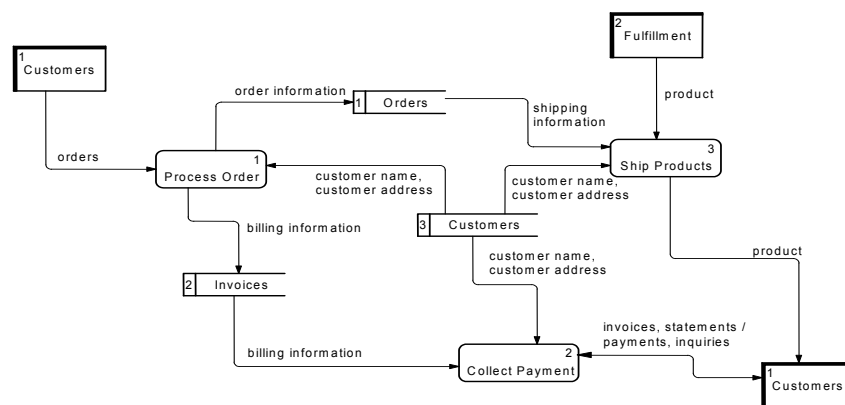 1
Customers
2
Fulfillment
order information
1 Orders
product
shipping
information
orders
1
Process Order
customer name,
customer address
customer name,
customer address
3
Ship Products
billing information
3 Customers
customer name,
customer address
product
2 Invoices
invoices, statements /
payments, inquiries
billing information
2
Collect Payment
1
Customers